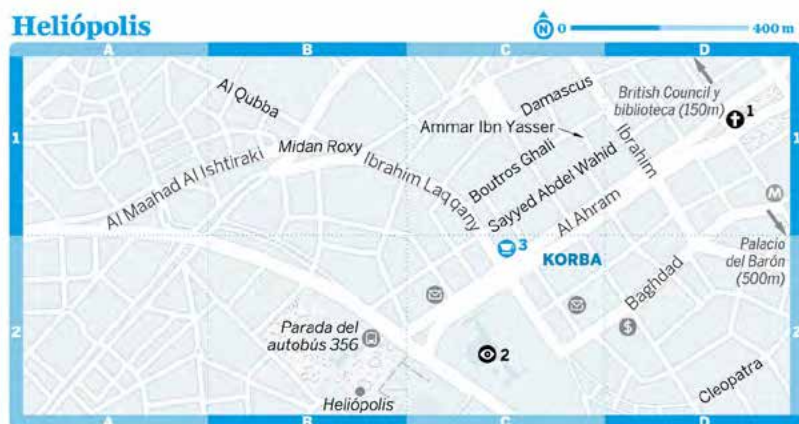 Heliópolis
N 0 400 m
A B C D
1
Al Qubba
Damascus
British Council y
biblioteca (150m)
1
Ammar Ibn Yasser
Midan Roxy
Ibrahim Laqqany
Boutros Ghali
Sayyed Abdel Wahid
Ibrahim
Al Maahad Al Ishtiraki
Al Ahram
M
3
KORBA
Palacio
del Barón
(500m)
2
Baghdad
Parada del
autobús 356
$
2
Cleopatra
Heliópolis
1
2
A B C D